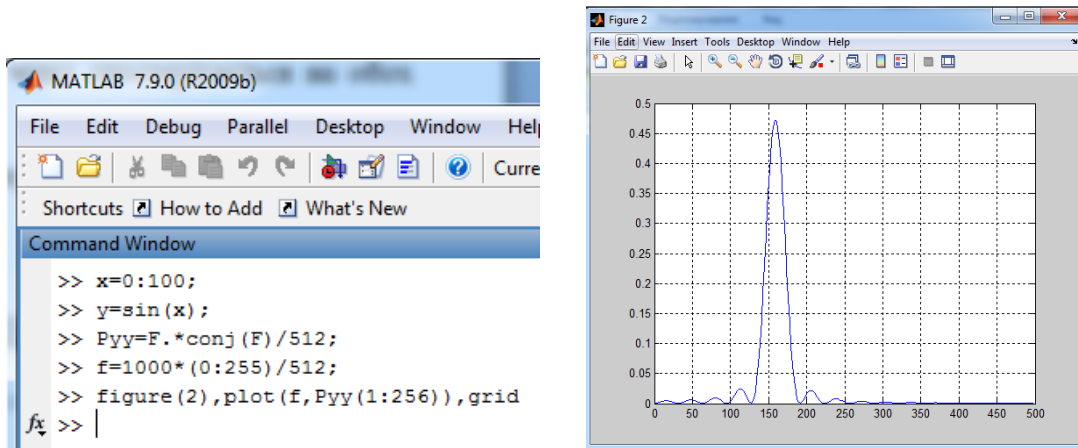 MATLAB 7.9.0 (R2009b)
File Edit Debug Parallel Desktop Window Help
Curre
Shortcuts How to Add What's New
Command Window
>> x=0:100;
>> y=sin(x);
>> Pyy=F.*conj(F)/512;
>> f=1000*(0:255)/512;
>> figure(2),plot(f,Pyy(1:256)),grid
fx >>
Figure 2
File Edit View Insert Tools Desktop Window Help
0.5
0.45
0.4
0.35
0.3
0.25
0.2
0.15
0.1
0.05
0
0 50 100 150 200 250 300 350 400 450 500